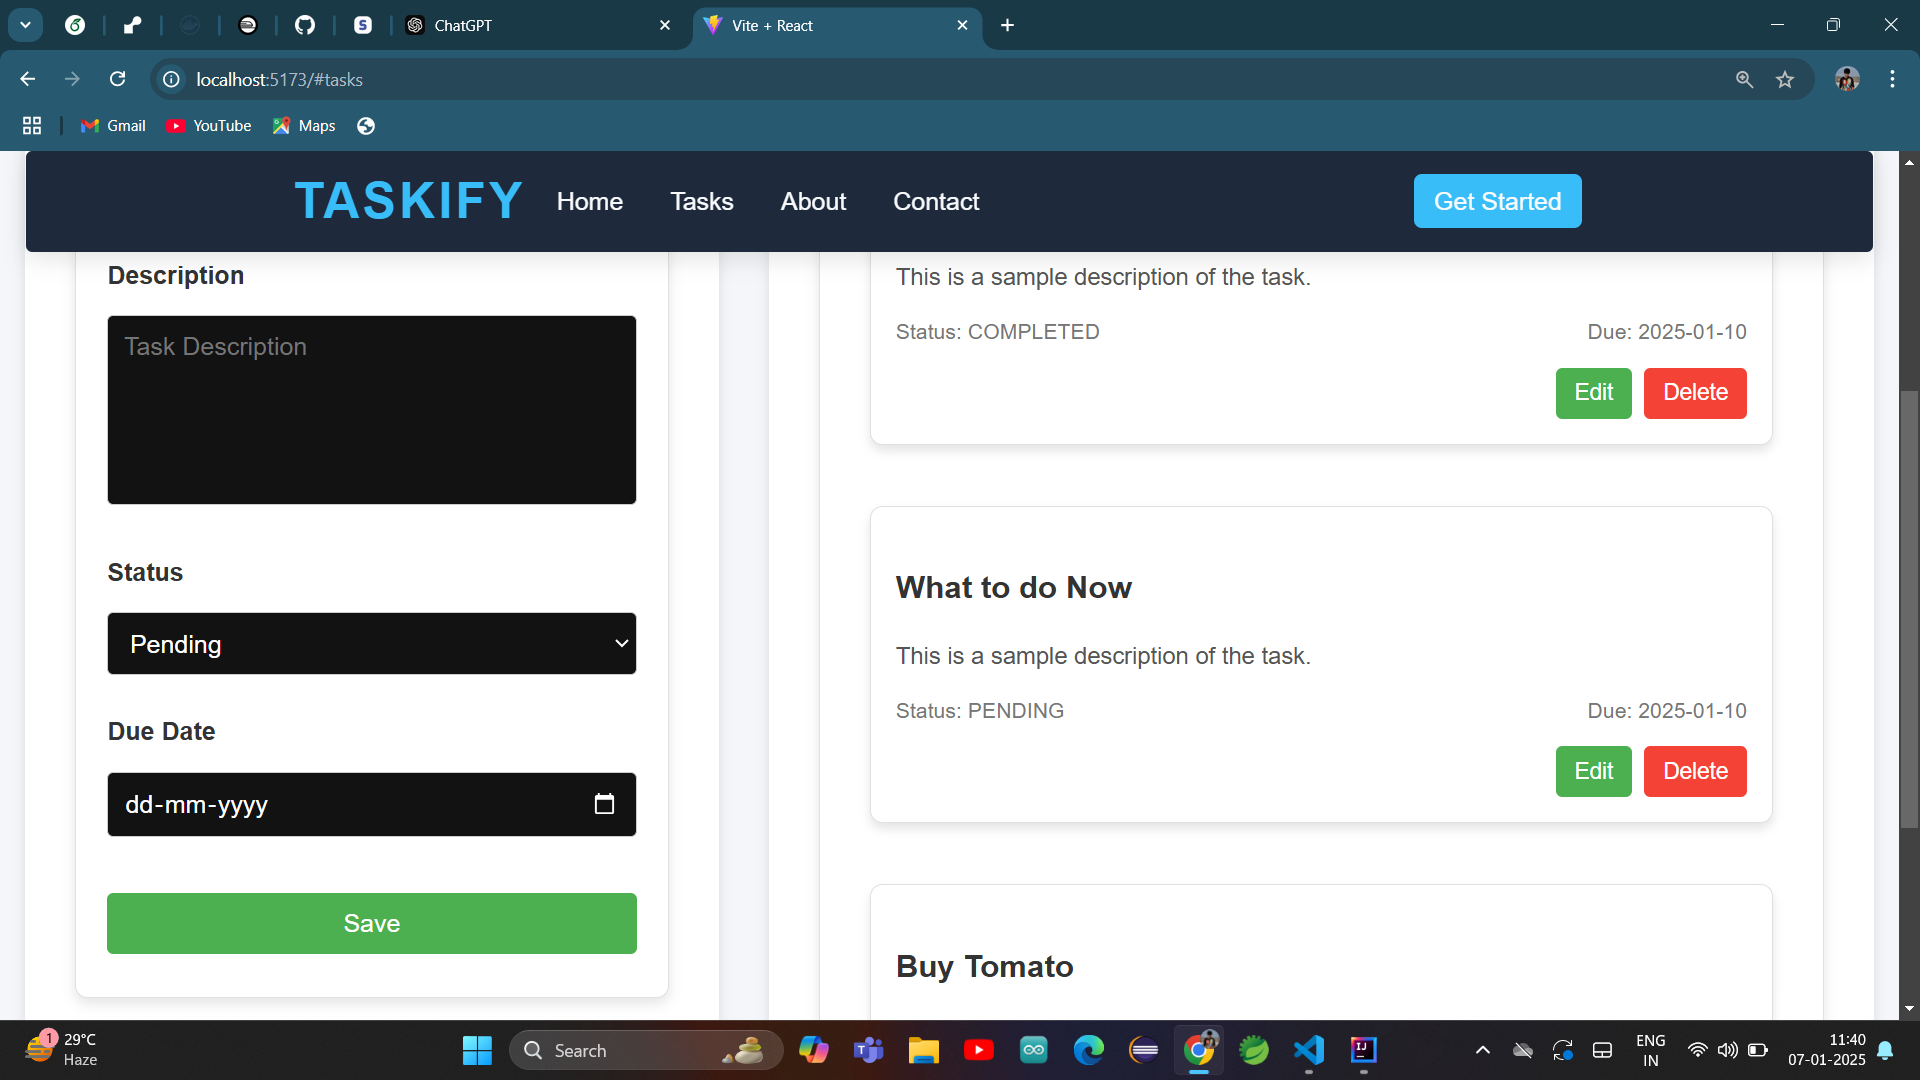 ChatGPT
Vite + React
localhost:5173/#tasks
Gmail
YouTube
Maps
TASKIFY
Home
Tasks
About
Contact
Get Started
Description
Task Description
Status
Pending
Due Date
dd-mm-yyyy
Save
This is a sample description of the task.
Status: COMPLETED
Due: 2025-01-10
Edit
Delete
What to do Now
This is a sample description of the task.
Status: PENDING
Due: 2025-01-10
Edit
Delete
Buy Tomato
1
29°C
Haze
Search
ENG
IN
11:40
07-01-2025